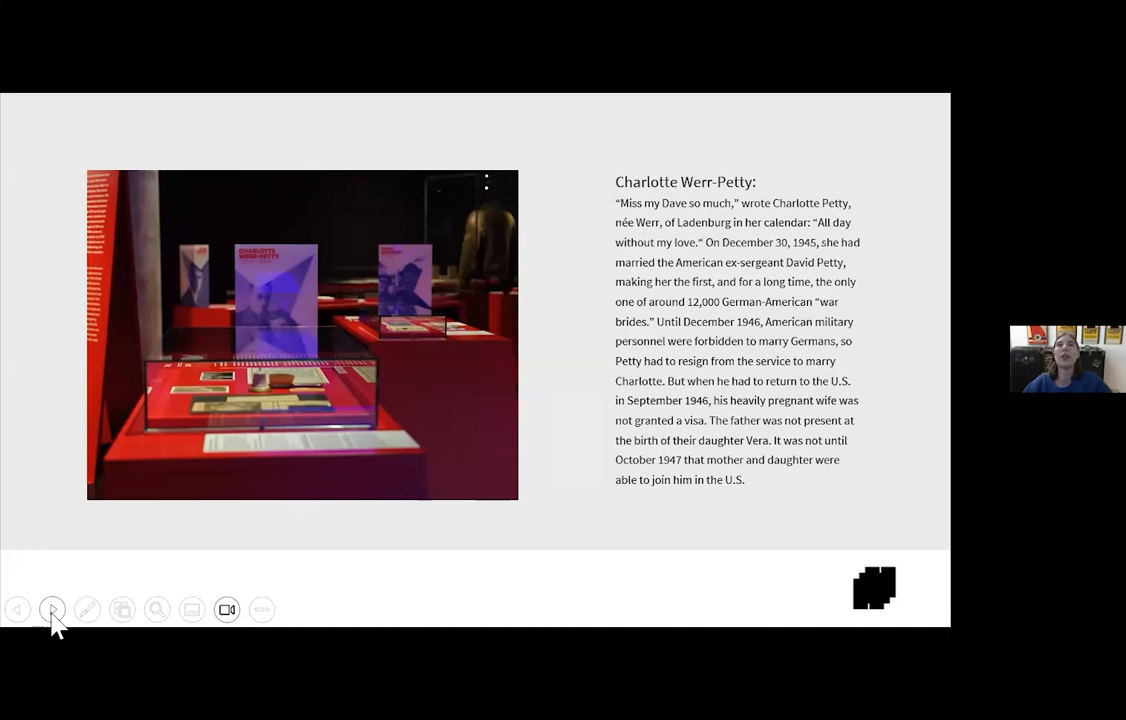 CHARLOTTE
WERR-PETTY
Charlotte Werr-Petty:
“Miss my Dave so much,” wrote Charlotte Petty,
née Werr, of Ladenburg in her calendar: “All day
without my love.“ On December 30, 1945, she had
married the American ex-sergeant David Petty,
making her the first, and for a long time, the only
one of around 12,000 German-American “war
brides.” Until December 1946, American military
personnel were forbidden to marry Germans, so
Petty had to resign from the service to marry
Charlotte. But when he had to return to the U.S.
in September 1946, his heavily pregnant wife was
not granted a visa. The father was not present at
the birth of their daughter Vera. It was not until
October 1947 that mother and daughter were
able to join him in the U.S.